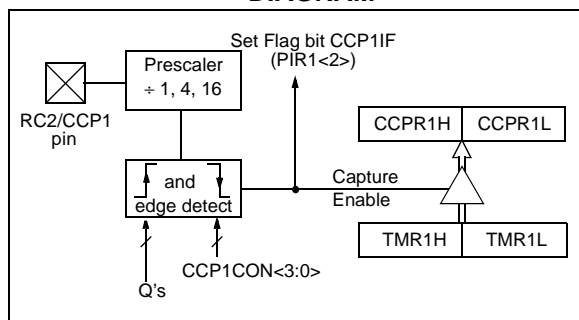 DIAGRAM
Set Flag bit CCP1IF
(PIR1<2>)
Prescaler
÷ 1, 4, 16
RC2/CCP1
pin
CCPR1H CCPR1L
and
edge detect
Capture
Enable
TMR1H TMR1L
CCP1CON<3:0>
Q's